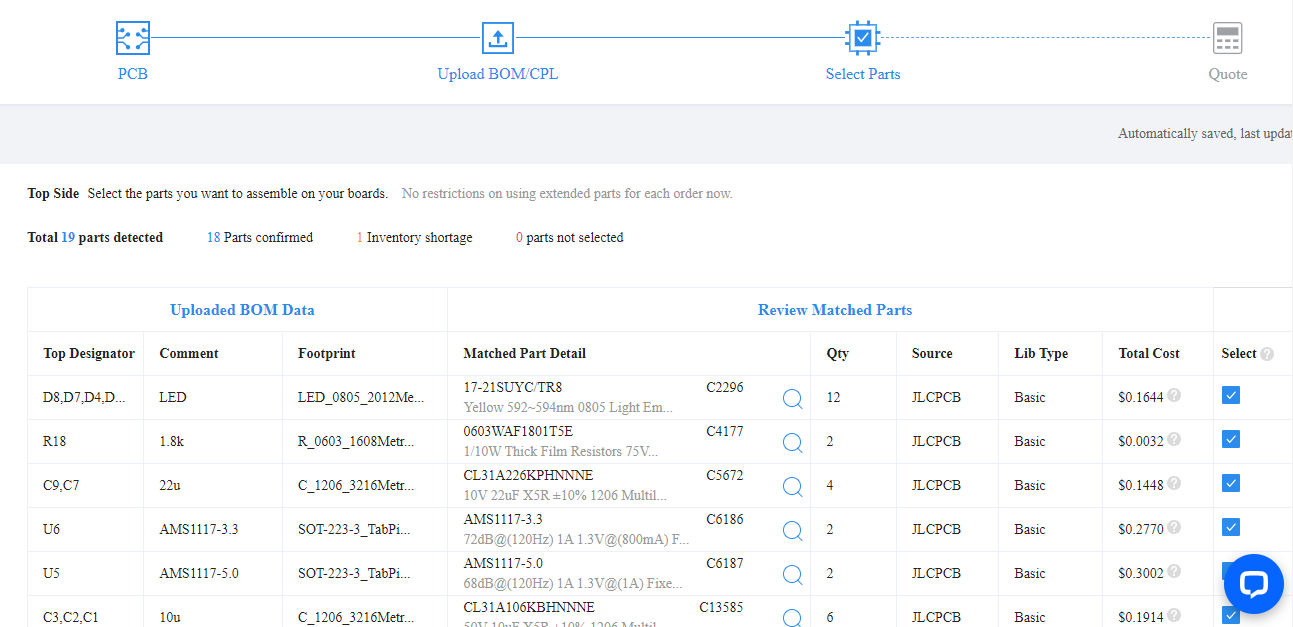 PCB
Upload BOM/CPL
Select Parts
Quote
Automatically saved, last upda
Top Side Select the parts you want to assemble on your boards. No restrictions on using extended parts for each order now.
Total 19 parts detected 18 Parts confirmed 1 Inventory shortage 0 parts not selected
Uploaded BOM Data Review Matched Parts
Top Designator Comment Footprint Matched Part Detail Qty Source Lib Type Total Cost Select ?
D8,D7,D4,D... LED LED_0805_2012Me... 17-21SUYC/TR8 C2296 12 JLCPCB Basic $0.1644 ?
Yellow 592~594nm 0805 Light Em...
R18 1.8k R_0603_1608Metr... 0603WAF1801T5E C4177 2 JLCPCB Basic $0.0032 ?
1/10W Thick Film Resistors 75V...
C9,C7 22u C_1206_3216Metr... CL31A226KPHNNNE C5672 4 JLCPCB Basic $0.1448 ?
10V 22uF X5R ±10% 1206 Multil...
U6 AMS1117-3.3 SOT-223-3_TabPi... AMS1117-3.3 C6186 2 JLCPCB Basic $0.2770 ?
72dB@(120Hz) 1A 1.3V@(800mA) F...
U5 AMS1117-5.0 SOT-223-3_TabPi... AMS1117-5.0 C6187 2 JLCPCB Basic $0.3002 ?
68dB@(120Hz) 1A 1.3V@(1A) Fixe...
C3,C2,C1 10u C_1206_3216Metr... CL31A106KBHNNNE C13585 6 JLCPCB Basic $0.1914 ?
50V 10uF X5R ±10% 1206 Multil...